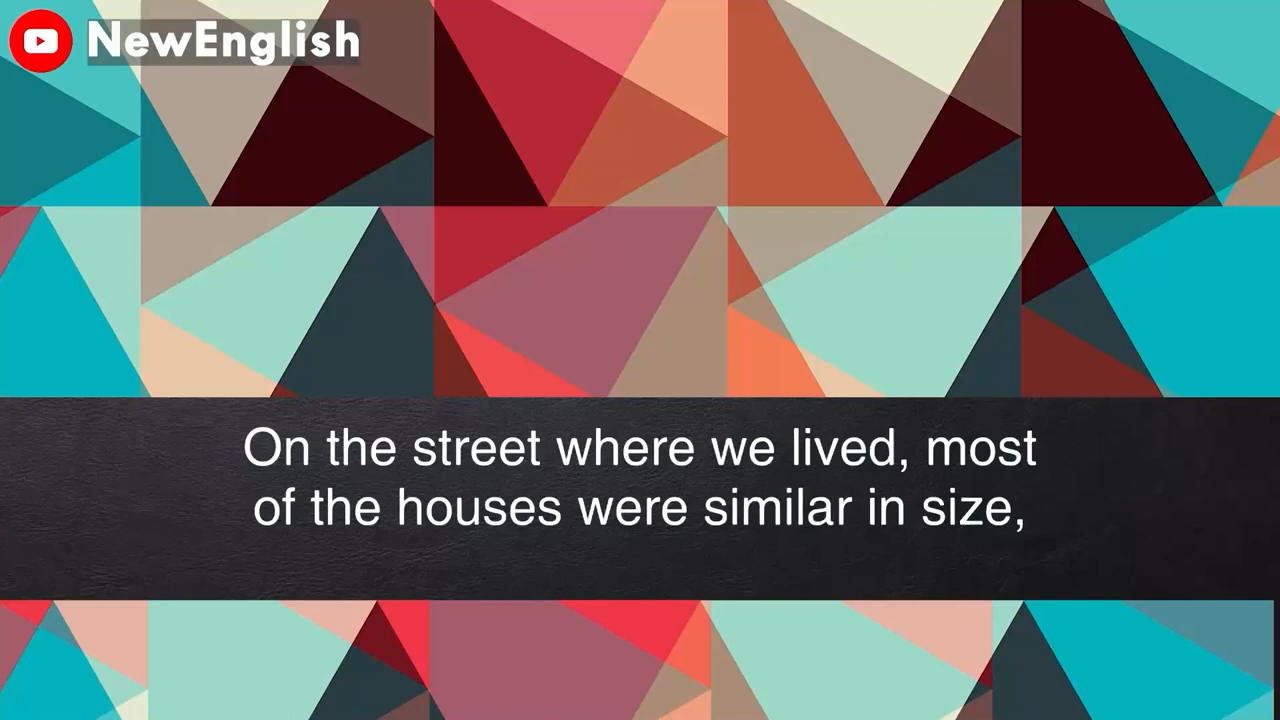 NewEnglish
On the street where we lived, most
of the houses were similar in size,